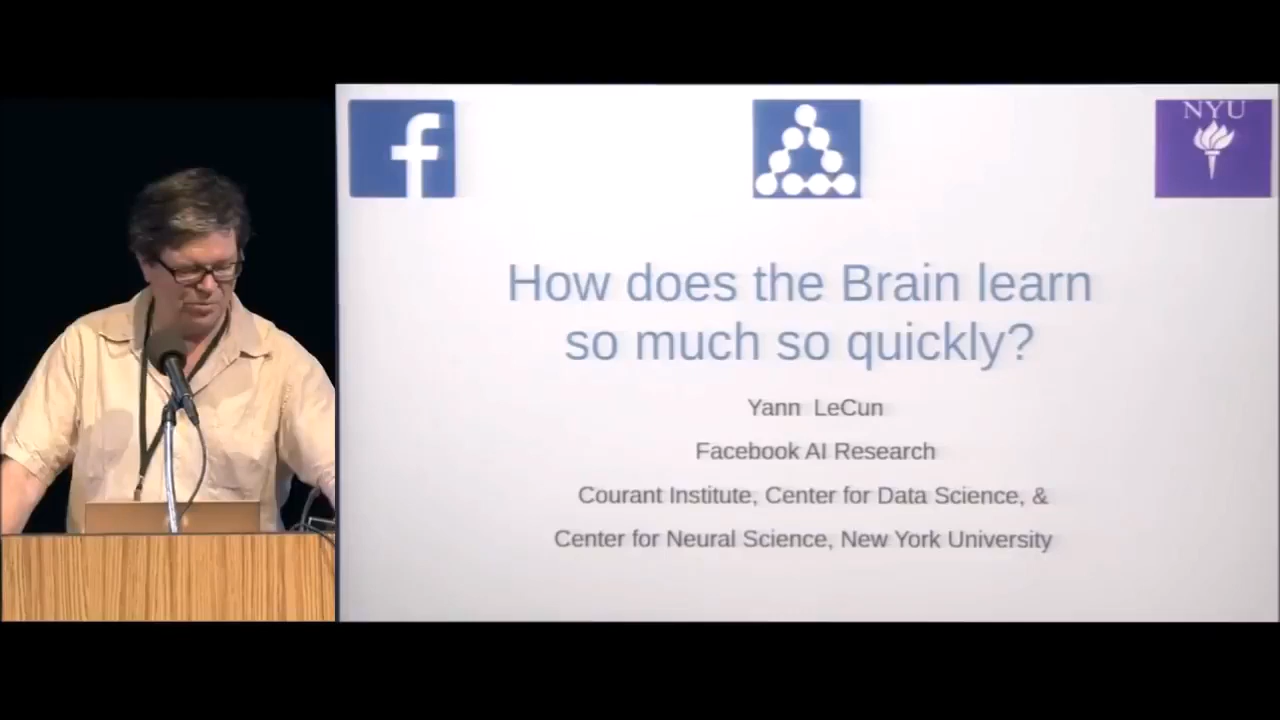 NYU
How does the Brain learn
so much so quickly?
Yann LeCun
Facebook AI Research
Courant Institute, Center for Data Science, &
Center for Neural Science, New York University